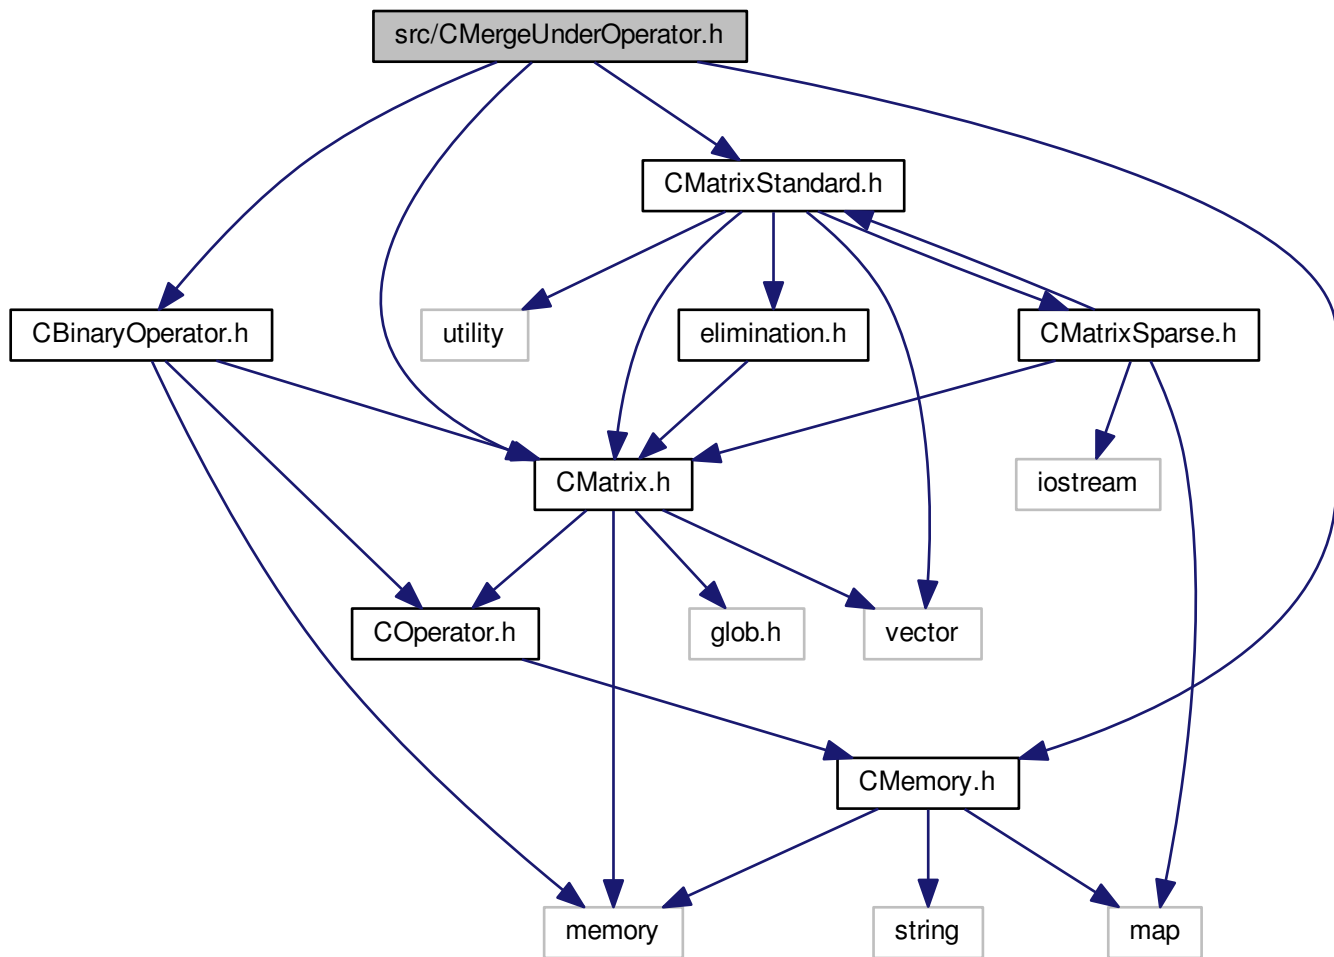 src/CMergeUnderOperator.h
CMatrixStandard.h
CBinaryOperator.h
utility
elimination.h
CMatrixSparse.h
CMatrix.h
iostream
COperator.h
glob.h
vector
CMemory.h
memory
string
map